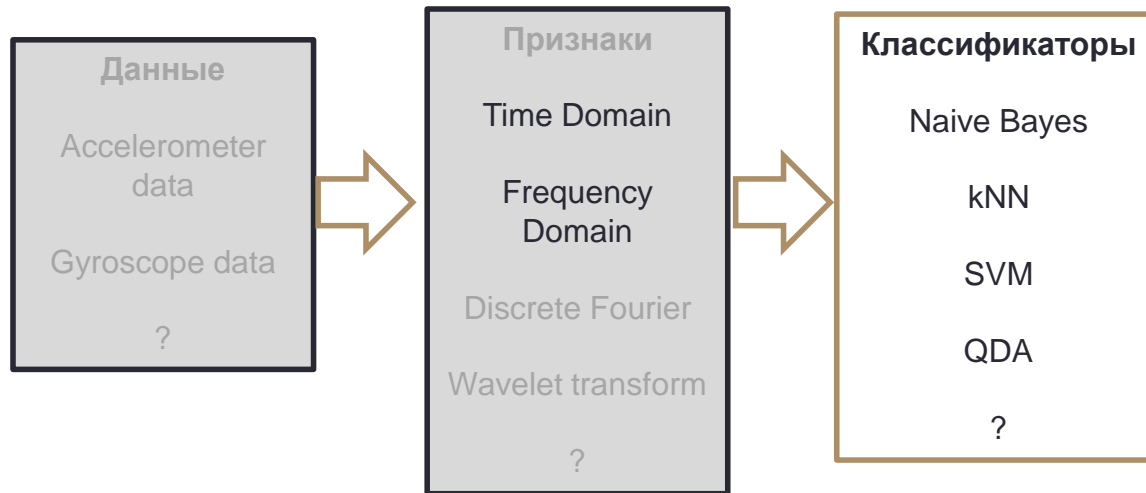 Данные
Accelerometer
data
Gyroscope data
?
Признаки
Time Domain
Frequency
Domain
Discrete Fourier
Wavelet transform
?
Классификаторы
Naive Bayes
kNN
SVM
QDA
?